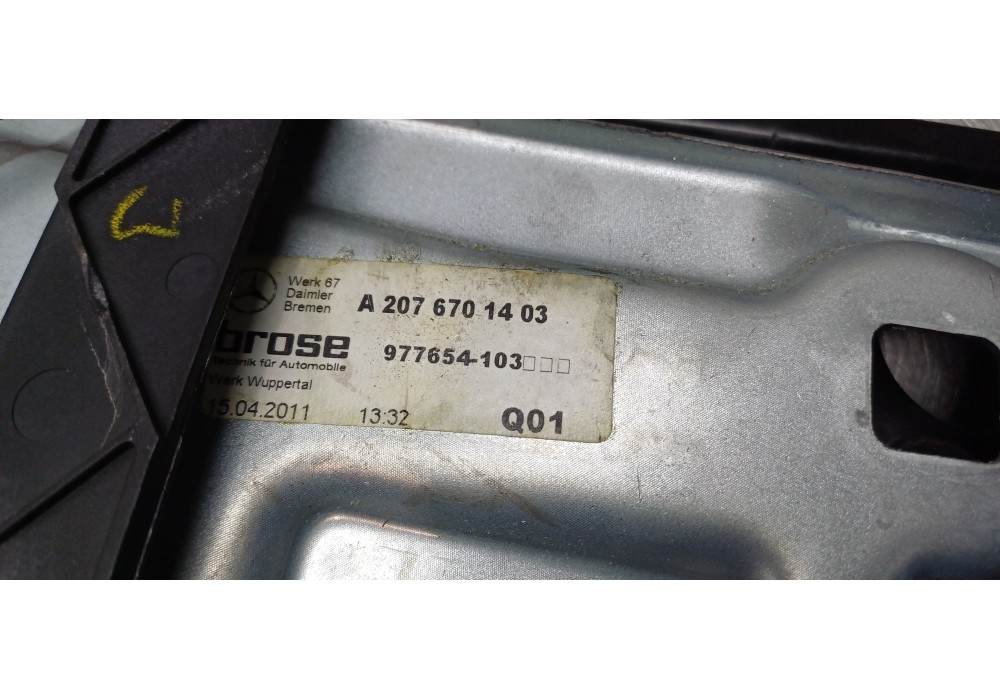 Werk 67
Daimler
Bremen
A 207 670 14 03
brose
Technik für Automobile
977654-103□□□
Werk Wuppertal
15.04.2011 13:32 Q01